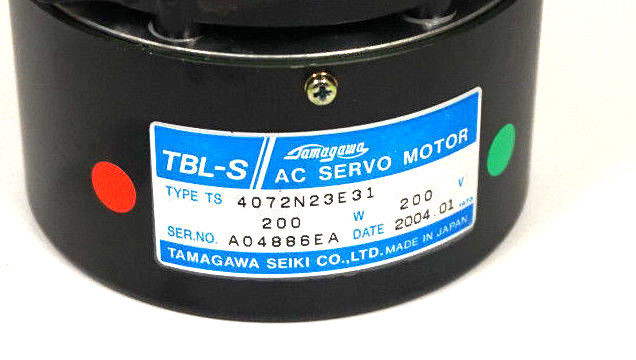 TBL-S
Tamagawa
AC SERVO MOTOR
TYPE TS 4072N23E31
200 W 200 V
SER.NO. A04886EA DATE 2004.01
TAMAGAWA SEIKI CO.,LTD. MADE IN JAPAN